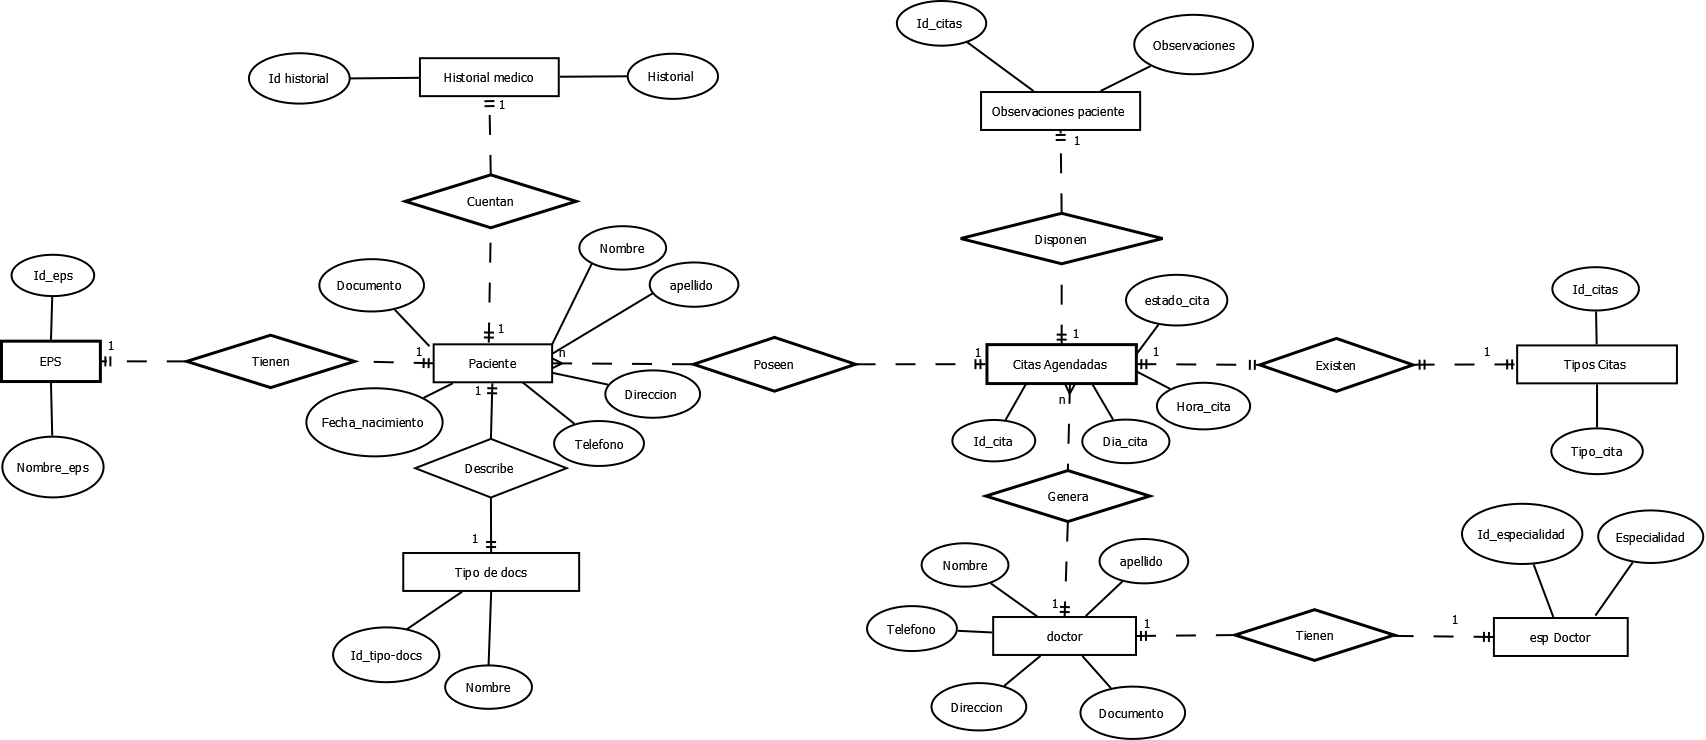 Id_citas
Observaciones
Id historial
Historial medico
Historial
1
Observaciones paciente
1
Cuentan
Disponen
Nombre
Id_eps
Documento
apellido
estado_cita
Id_citas
1
1
1
EPS
Tienen
1
Paciente
n
Poseen
1
Citas Agendadas
1
Existen
1
Tipos Citas
1
Direccion
n
Hora_cita
Fecha_nacimiento
Telefono
Id_cita
Dia_cita
Tipo_cita
Nombre_eps
Describe
Genera
1
Id_especialidad
Especialidad
Tipo de docs
Nombre
apellido
1
Telefono
doctor
1
Tienen
1
esp Doctor
Id_tipo-docs
Nombre
Direccion
Documento